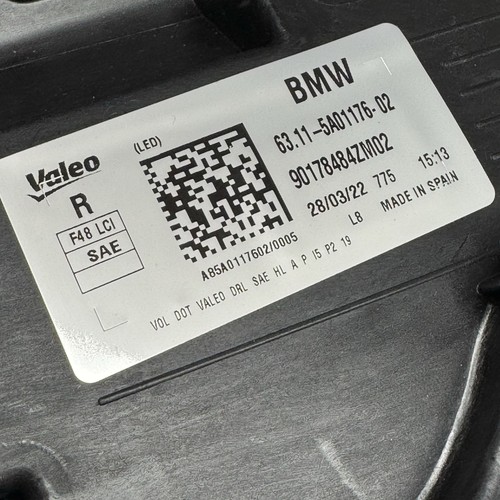 BMW
(LED)
63.11-5A01176-02
Valeo
R
90178484ZM02
F48 LCI
SAE
28/03/22 775 15:13
L8 MADE IN SPAIN
A85A0117602/0005
VOL DOT VALEO DRL SAE HL A P I5 P2 19